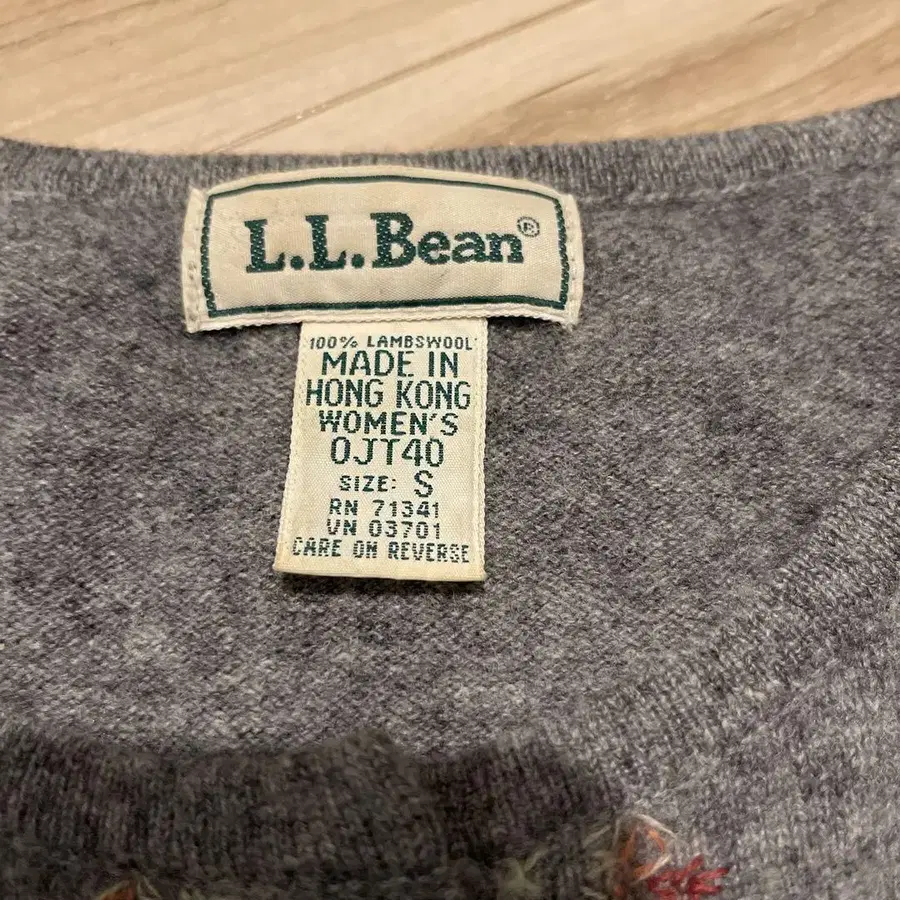 L.L.Bean®
100% LAMBSWOOL
MADE IN
HONG KONG
WOMEN'S
0JT40
SIZE: S
RN 71341
VN 03701
CARE ON REVERSE